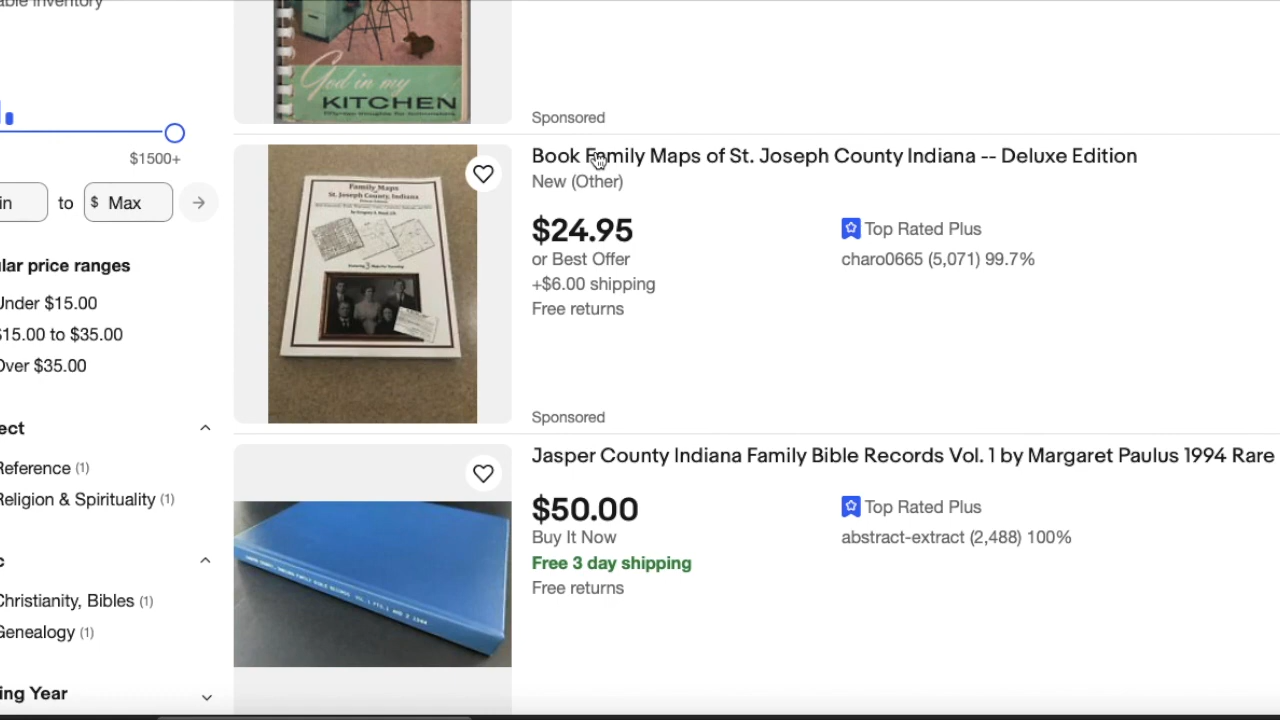 able inventory
$1500+
in
to
$ Max
lar price ranges
Under $15.00
$15.00 to $35.00
Over $35.00
ect
Reference (1)
Religion & Spirituality (1)
c
Christianity, Bibles (1)
Genealogy (1)
ing Year
God in my
KITCHEN
Sponsored
Family Maps
of
St. Joseph County, Indiana
Deluxe Edition
Book Family Maps of St. Joseph County Indiana -- Deluxe Edition
New (Other)
$24.95
or Best Offer
+$6.00 shipping
Free returns
Top Rated Plus
charo0665 (5,071) 99.7%
Sponsored
Jasper County Indiana Family Bible Records Vol. 1 by Margaret Paulus 1994 Rare
$50.00
Buy It Now
Free 3 day shipping
Free returns
Top Rated Plus
abstract-extract (2,488) 100%